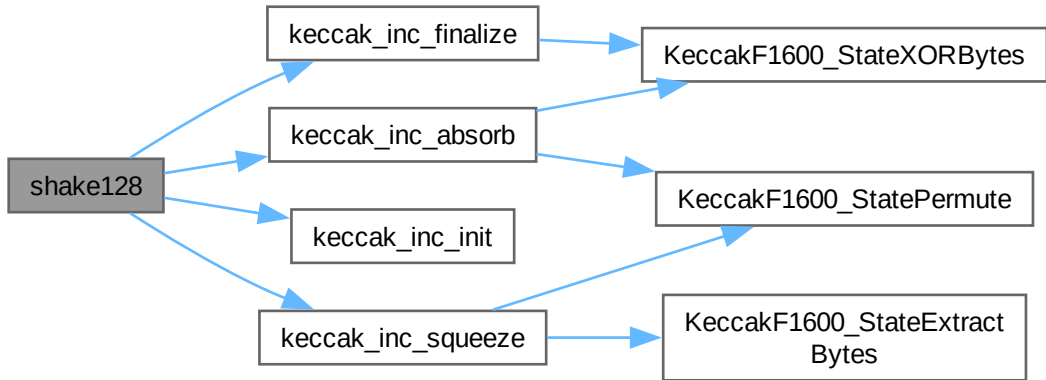 keccak_inc_finalize
KeccakF1600_StateXORBytes
keccak_inc_absorb
shake128
KeccakF1600_StatePermute
keccak_inc_init
keccak_inc_squeeze
KeccakF1600_StateExtract
Bytes